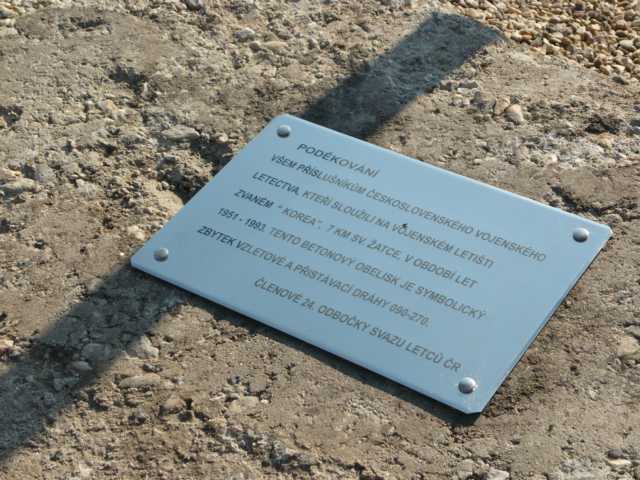 PODĚKOVÁNÍ
VŠEM PŘÍSLUŠNÍKŮM ČESKOSLOVENSKÉHO VOJENSKÉHO
LETECTVA, KTEŘÍ SLOUŽILI NA VOJENSKÉM LETIŠTI
ZVANÉM "KOREA". 7 KM SV. ŽATCE, V OBDOBÍ LET
1951 - 1993. TENTO BETONOVÝ OBELISK JE SYMBOLICKÝ
ZBYTEK VZLETOVÉ A PŘISTÁVACÍ DRÁHY 090-270.
ČLENOVÉ 24. ODBOČKY SVAZU LETCŮ ČR